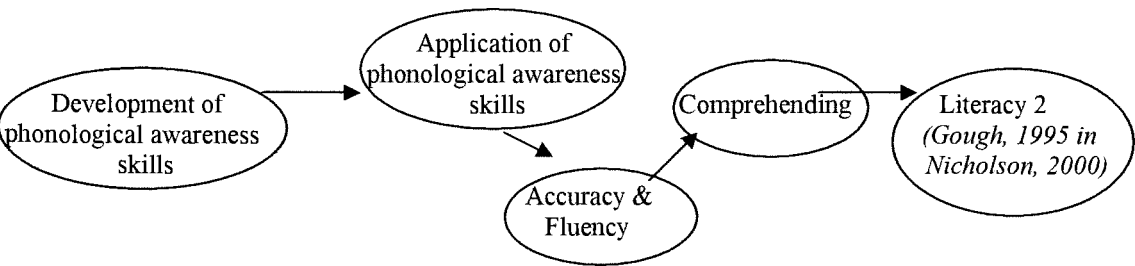 Development of
phonological awareness
skills
Application of
phonological awareness
skills
Accuracy &
Fluency
Comprehending
Literacy 2
(Gough, 1995 in
Nicholson, 2000)